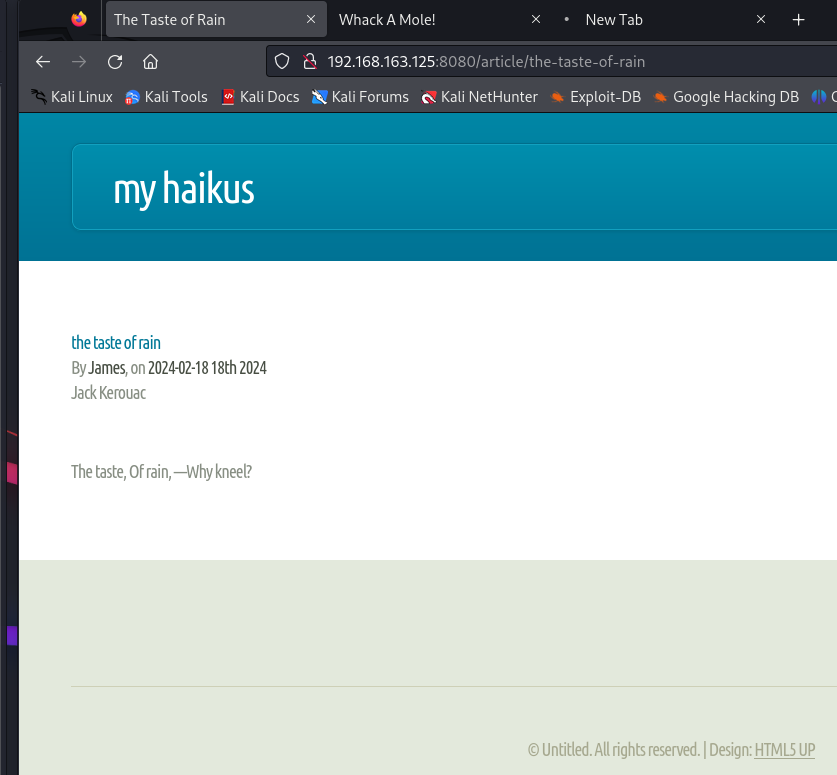 The Taste of Rain
Whack A Mole!
New Tab
192.168.163.125:8080/article/the-taste-of-rain
Kali Linux Kali Tools Kali Docs Kali Forums Kali NetHunter Exploit-DB Google Hacking DB
my haikus
the taste of rain
By James, on 2024-02-18 18th 2024
Jack Kerouac
The taste, Of rain, —Why kneel?
© Untitled. All rights reserved. | Design: HTML5 UP